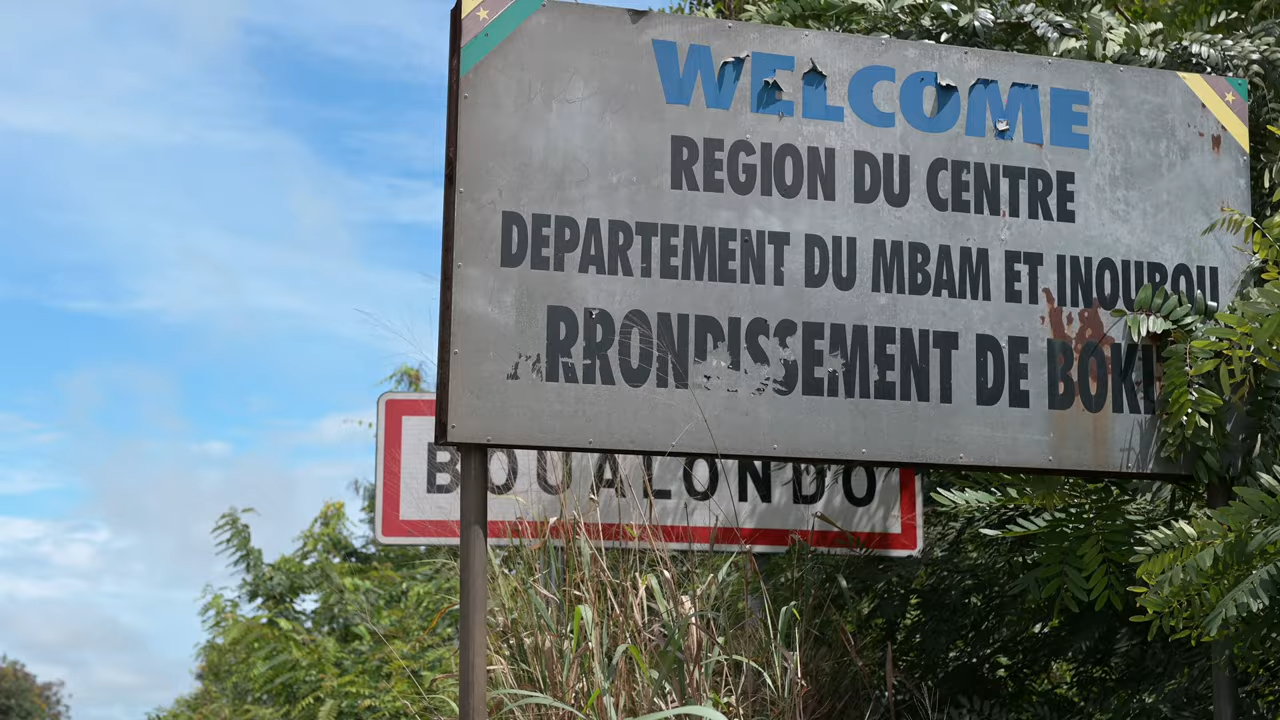 WELCOME
REGION DU CENTRE
DEPARTEMENT DU MBAM ET INOUBOU
RRONDISSEMENT DE BOKI
BOUALONDO